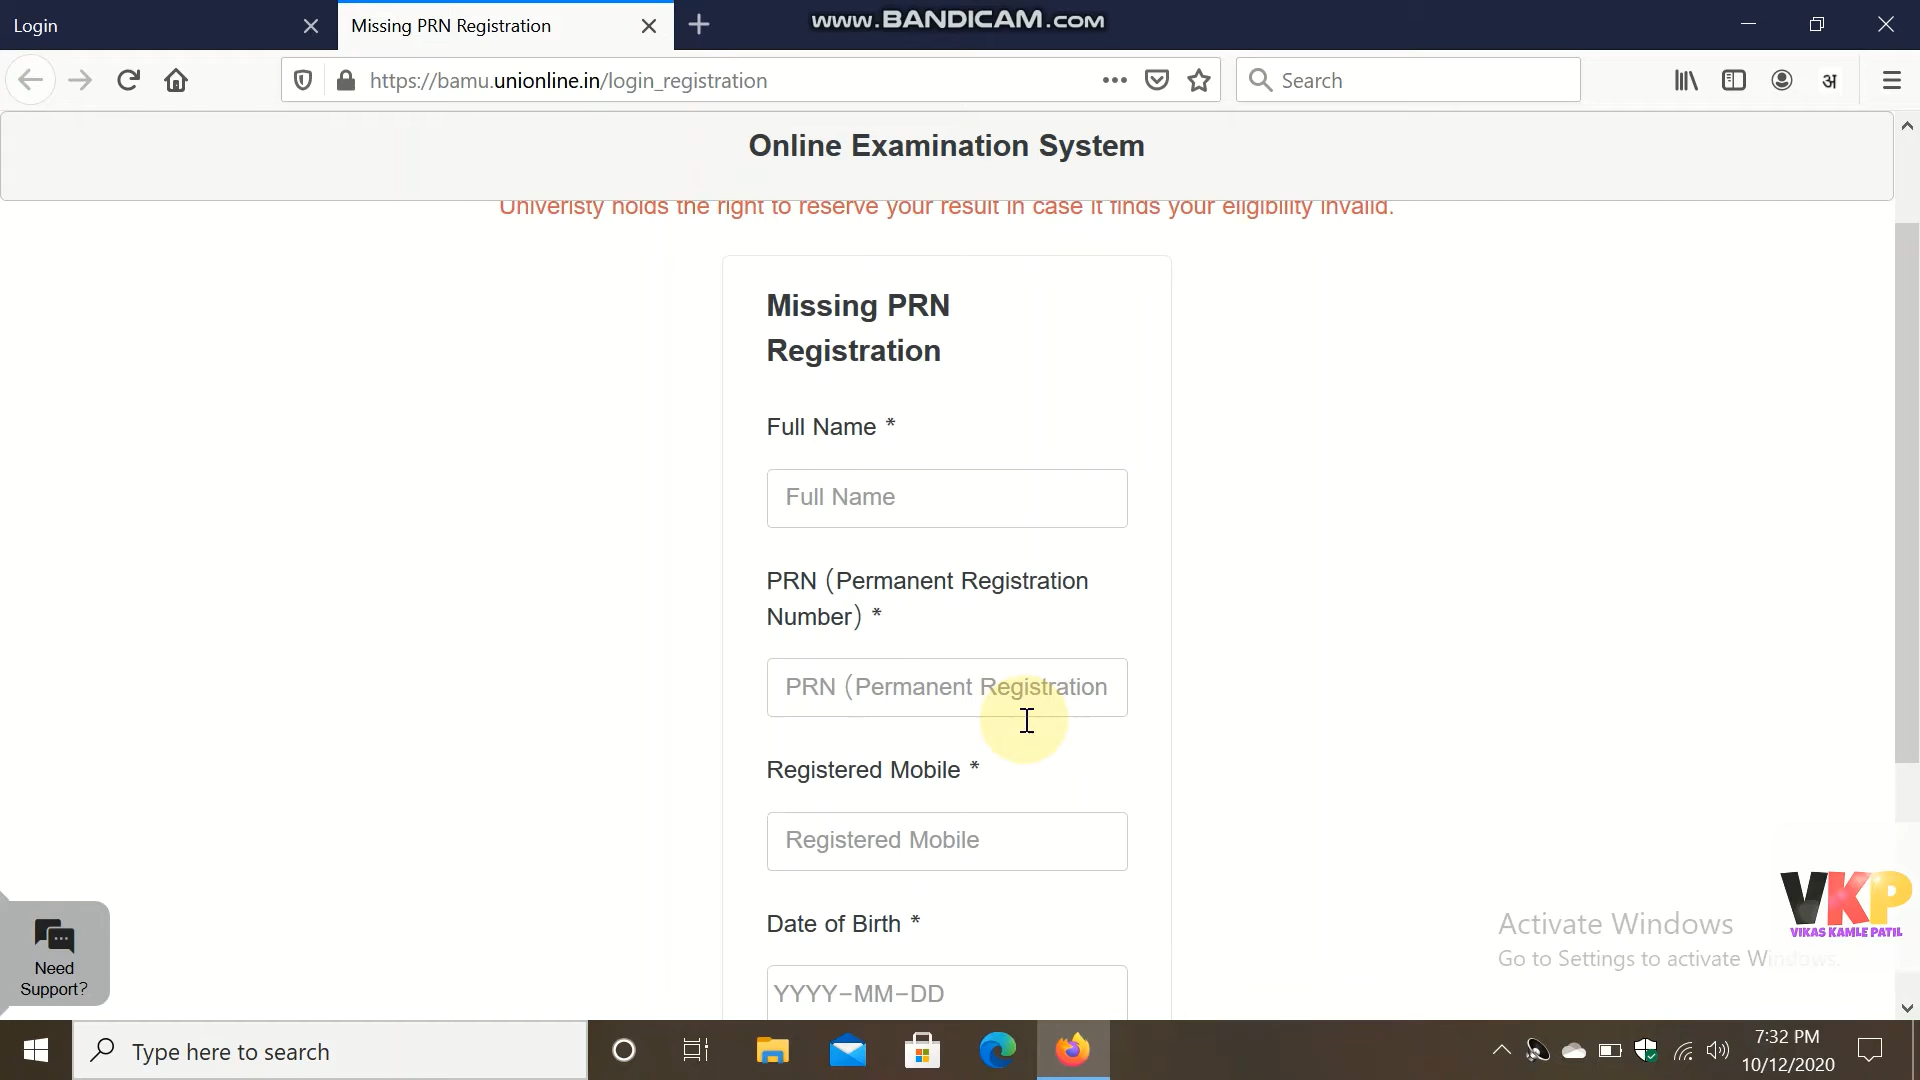 Login
Missing PRN Registration
www.BANDICAM.com
https://bamu.unionline.in/login_registration
Search
अ
Online Examination System
Univeristy holds the right to reserve your result in case it finds your eligibility invalid.
Missing PRN
Registration
Full Name *
Full Name
PRN (Permanent Registration
Number) *
PRN (Permanent Registration
Registered Mobile *
Registered Mobile
Date of Birth *
YYYY-MM-DD
Need
Support?
VKP
VIKAS KAMLE PATIL
Activate Windows
Go to Settings to activate Windows.
Type here to search
7:32 PM
10/12/2020